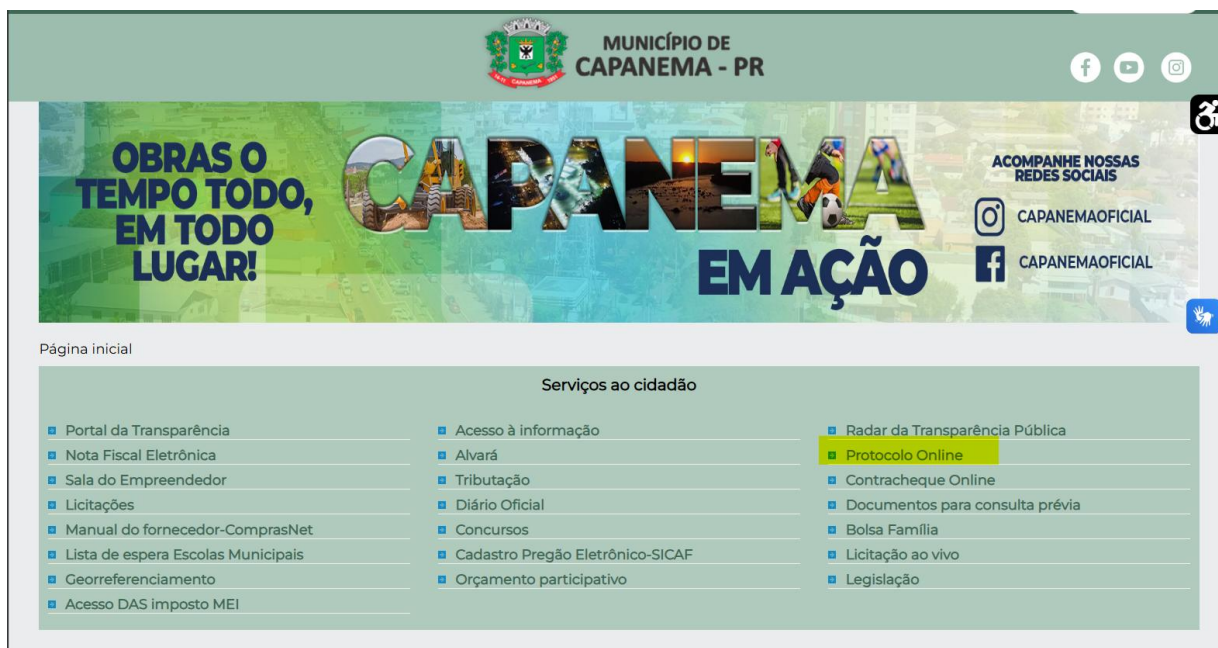 MUNICÍPIO DE
CAPANEMA - PR
OBRAS O
TEMPO TODO,
EM TODO
LUGAR!
CAPANEMA
EM AÇÃO
ACOMPANHE NOSSAS
REDES SOCIAIS
CAPANEMAOFICIAL
CAPANEMAOFICIAL
Página inicial
Serviços ao cidadão
Portal da Transparência
Nota Fiscal Eletrônica
Sala do Empreendedor
Licitações
Manual do fornecedor-ComprasNet
Lista de espera Escolas Municipais
Georreferenciamento
Acesso DAS imposto MEI
Acesso à informação
Alvará
Tributação
Diário Oficial
Concursos
Cadastro Pregão Eletrônico-SICAF
Orçamento participativo
Radar da Transparência Pública
Protocolo Online
Contracheque Online
Documentos para consulta prévia
Bolsa Família
Licitação ao vivo
Legislação